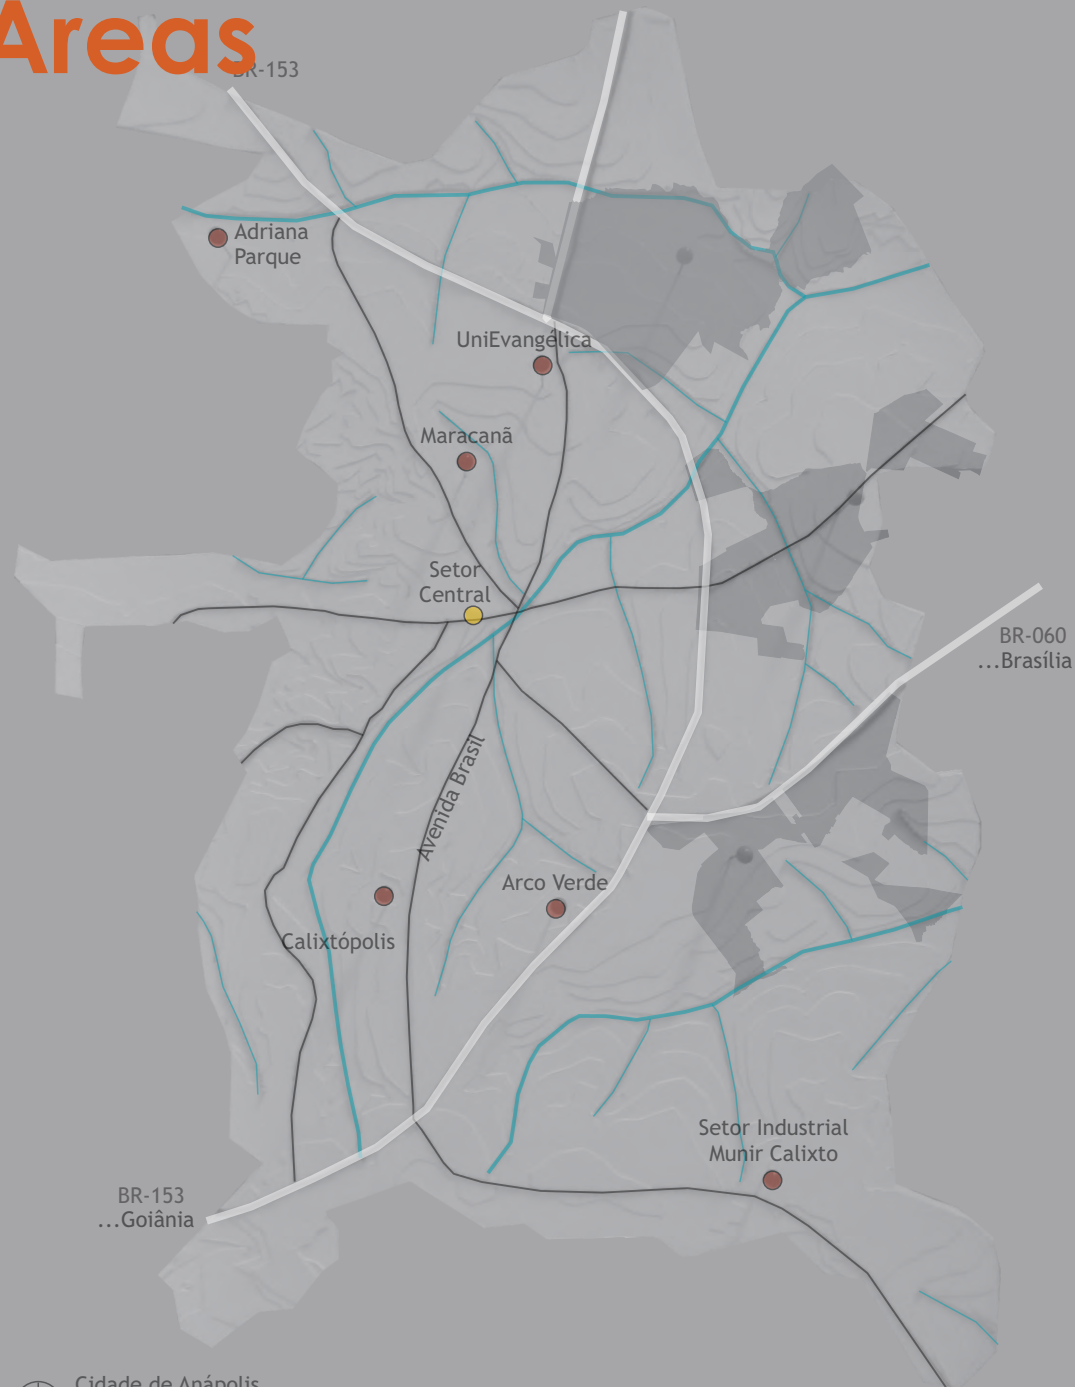 Areas
BR-153
Adriana
Parque
UniEvangélica
Maracanã
Setor
Central
BR-060
...Brasília
Avenida Brasil
Arco Verde
Calixtópolis
Setor Industrial
Munir Calixto
BR-153
...Goiânia
Cidade de Anápolis